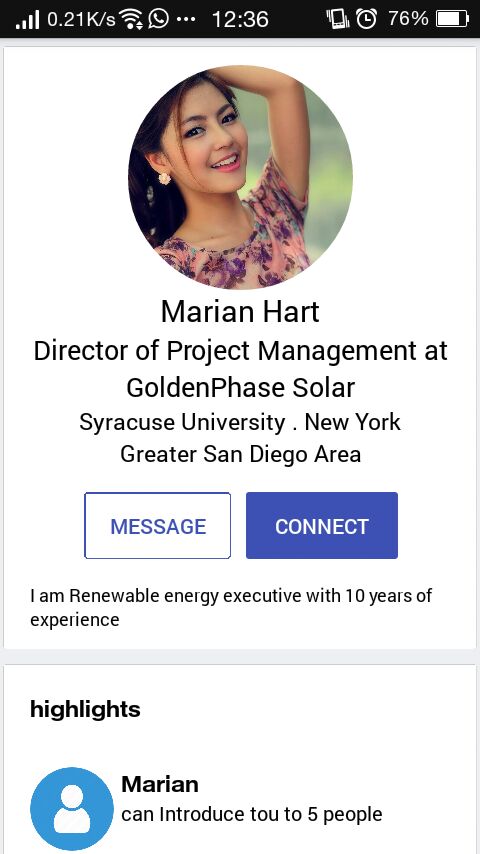 0.21K/s ... 12:36 76%
Marian Hart
Director of Project Management at
GoldenPhase Solar
Syracuse University . New York
Greater San Diego Area
MESSAGE CONNECT
I am Renewable energy executive with 10 years of
experience
highlights
Marian
can Introduce tou to 5 people